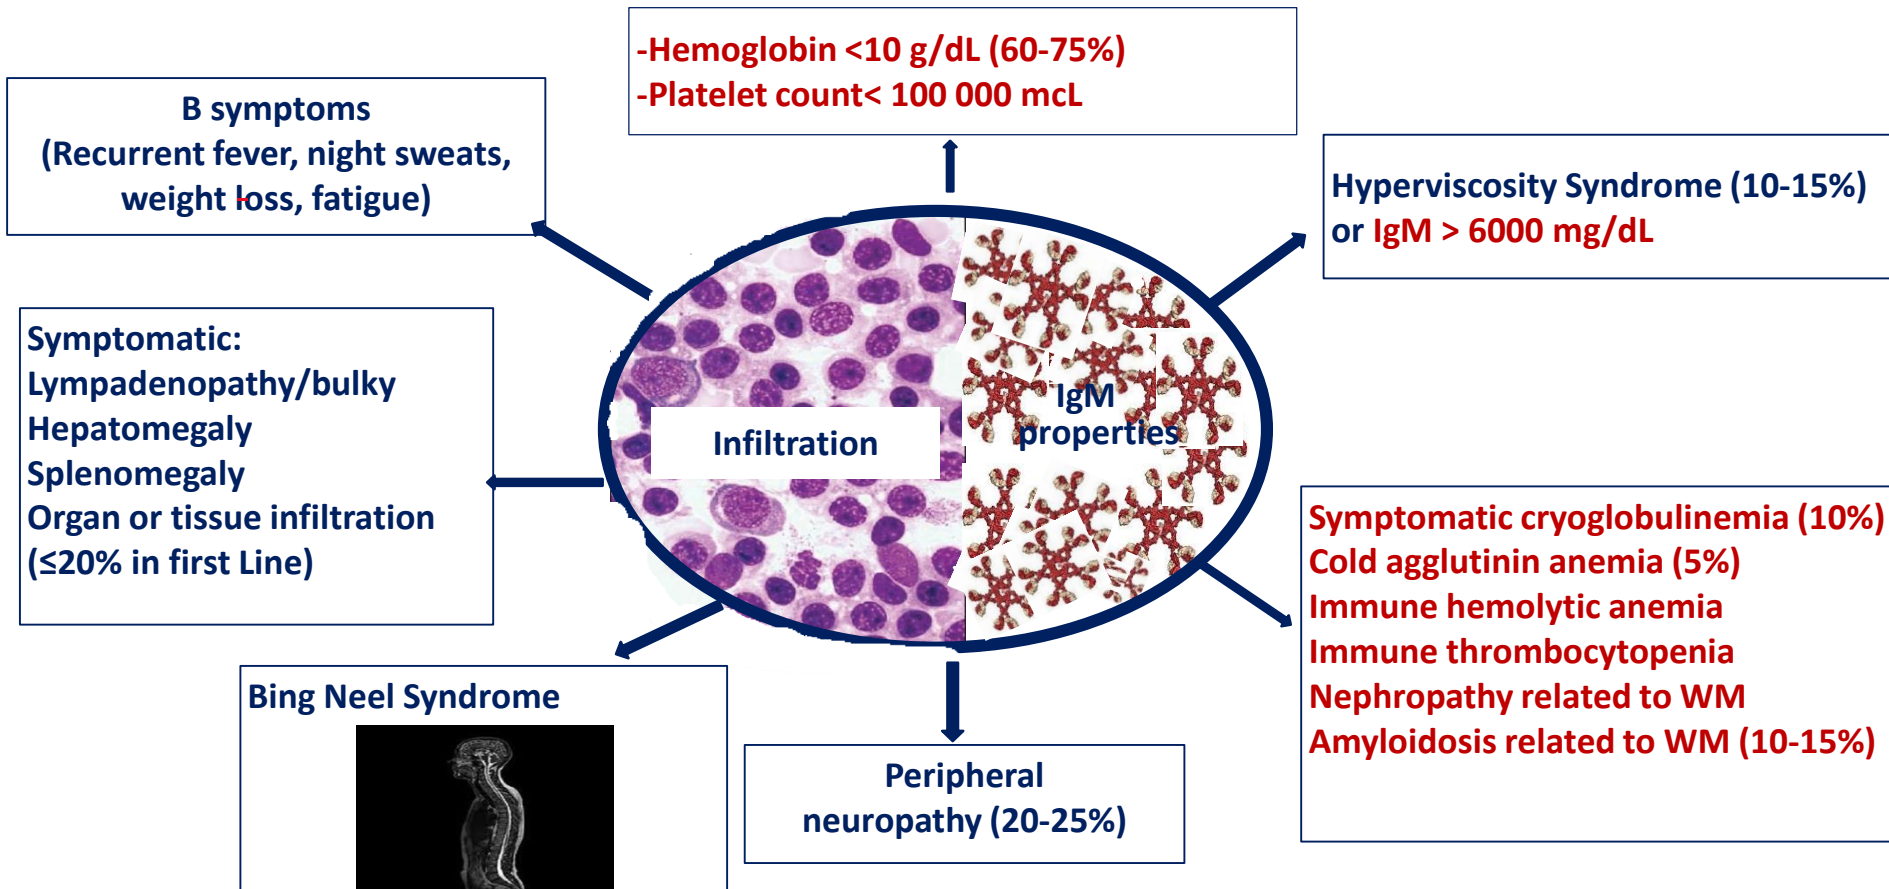 -Hemoglobin <10 g/dL (60-75%)
-Platelet count< 100 000 mcL
B symptoms
(Recurrent fever, night sweats,
weight loss, fatigue)
Hyperviscosity Syndrome (10-15%)
or IgM > 6000 mg/dL
Symptomatic:
Lympadenopathy/bulky
Hepatomegaly
Splenomegaly
Organ or tissue infiltration
(≤20% in first Line)
Infiltration
IgM
properties
Symptomatic cryoglobulinemia (10%)
Cold agglutinin anemia (5%)
Immune hemolytic anemia
Immune thrombocytopenia
Nephropathy related to WM
Amyloidosis related to WM (10-15%)
Bing Neel Syndrome
Peripheral
neuropathy (20-25%)